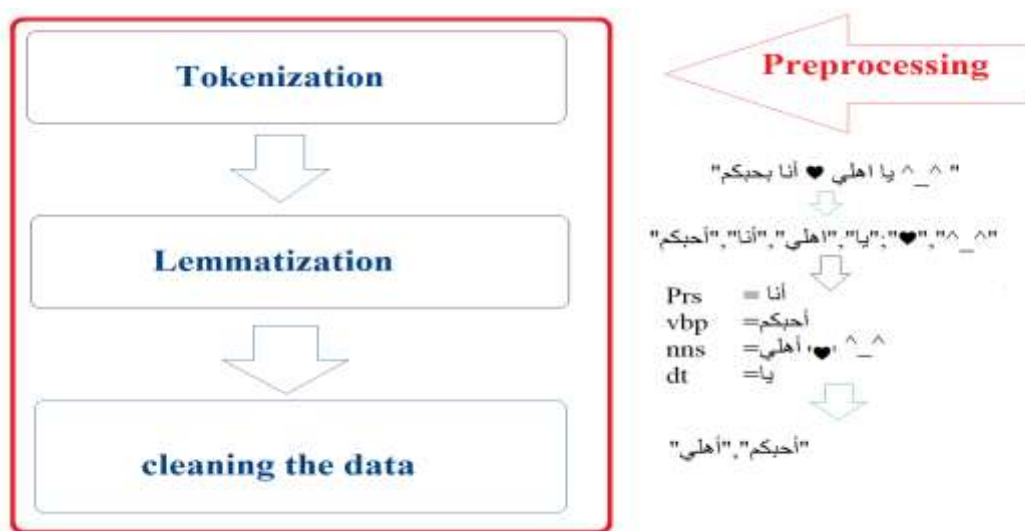 Tokenization
Lemmatization
cleaning the data
Preprocessing
"أنا بحبكم ♥ يا اهلي ^_^ "
"أحبكم","أنا","اهلي","يا";"♥","^_^"
Prs = أنا
vbp =أحبكم
nns =أهلي ،♥، ^_^
dt =يا
"أحبكم","أهلي"